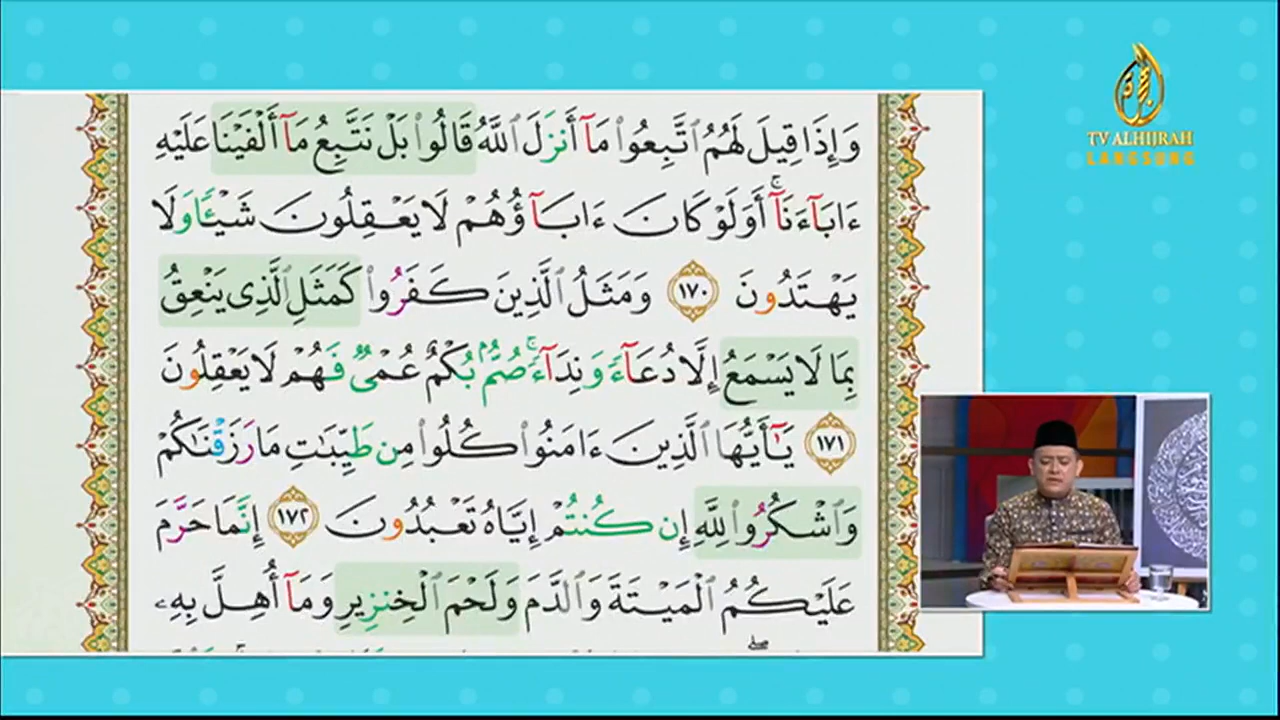 وَإِذَا قِيلَ لَهُمُ ٱتَّبِعُوا۟ مَآ أَنزَلَ ٱللَّهُ قَالُوا۟ بَلْ نَتَّبِعُ مَآ أَلْفَيْنَا عَلَيْهِ
ءَابَآءَنَآ ۚ أَوَلَوْ كَانَ ءَابَآؤُهُمْ لَا يَعْقِلُونَ شَيْـًٔا وَلَا
يَهْتَدُونَ ١٧٠ وَمَثَلُ ٱلَّذِينَ كَفَرُوا۟ كَمَثَلِ ٱلَّذِى يَنْعِقُ
بِمَا لَا يَسْمَعُ إِلَّا دُعَآءً وَنِدَآءً ۚ صُمٌّۢ بُكْمٌ عُمْىٌ فَهُمْ لَا يَعْقِلُونَ
١٧١ يَـٰٓأَيُّهَا ٱلَّذِينَ ءَامَنُوا۟ كُلُوا۟ مِن طَيِّبَـٰتِ مَا رَزَقْنَـٰكُمْ
وَٱشْكُرُوا۟ لِلَّهِ إِن كُنتُمْ إِيَّاهُ تَعْبُدُونَ ١٧٢ إِنَّمَا حَرَّمَ
عَلَيْكُمُ ٱلْمَيْتَةَ وَٱلدَّمَ وَلَحْمَ ٱلْخِنزِيرِ وَمَآ أُهِلَّ بِهِۦ
TV ALHIJRAH
LANGSUNG